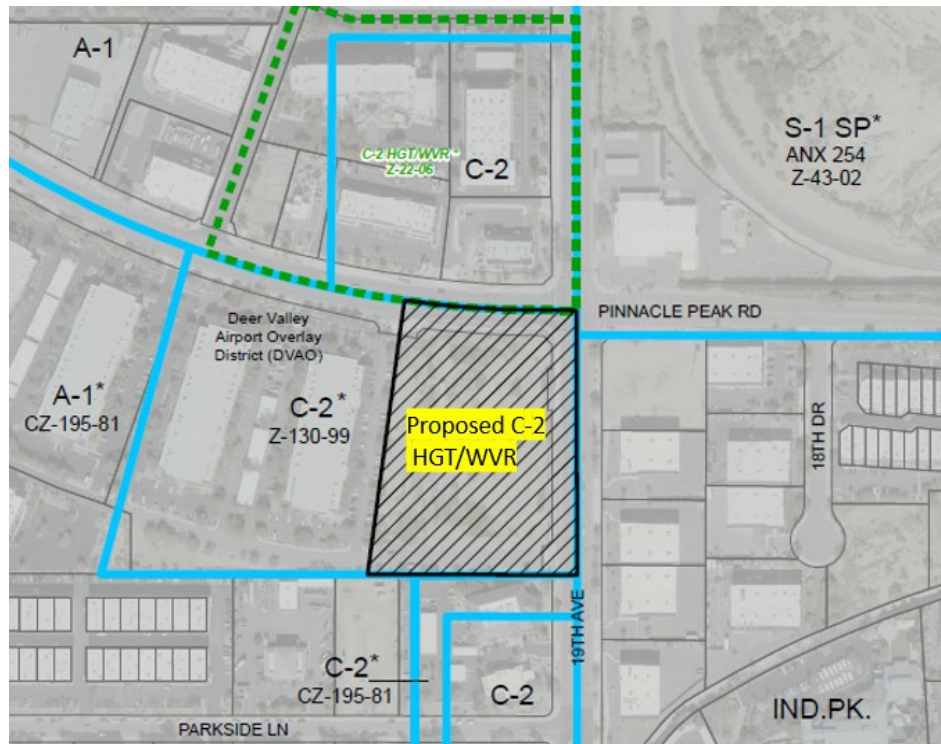 A-1
C-2 HGT/WVR *
Z-22-06
C-2
S-1 SP*
ANX 254
Z-43-02
PINNACLE PEAK RD
Deer Valley
Airport Overlay
District (DVAO)
A-1*
CZ-195-81
C-2*
Z-130-99
Proposed C-2
HGT/WVR
18TH DR
19TH AVE
C-2*
CZ-195-81
C-2
IND.PK.
PARKSIDE LN